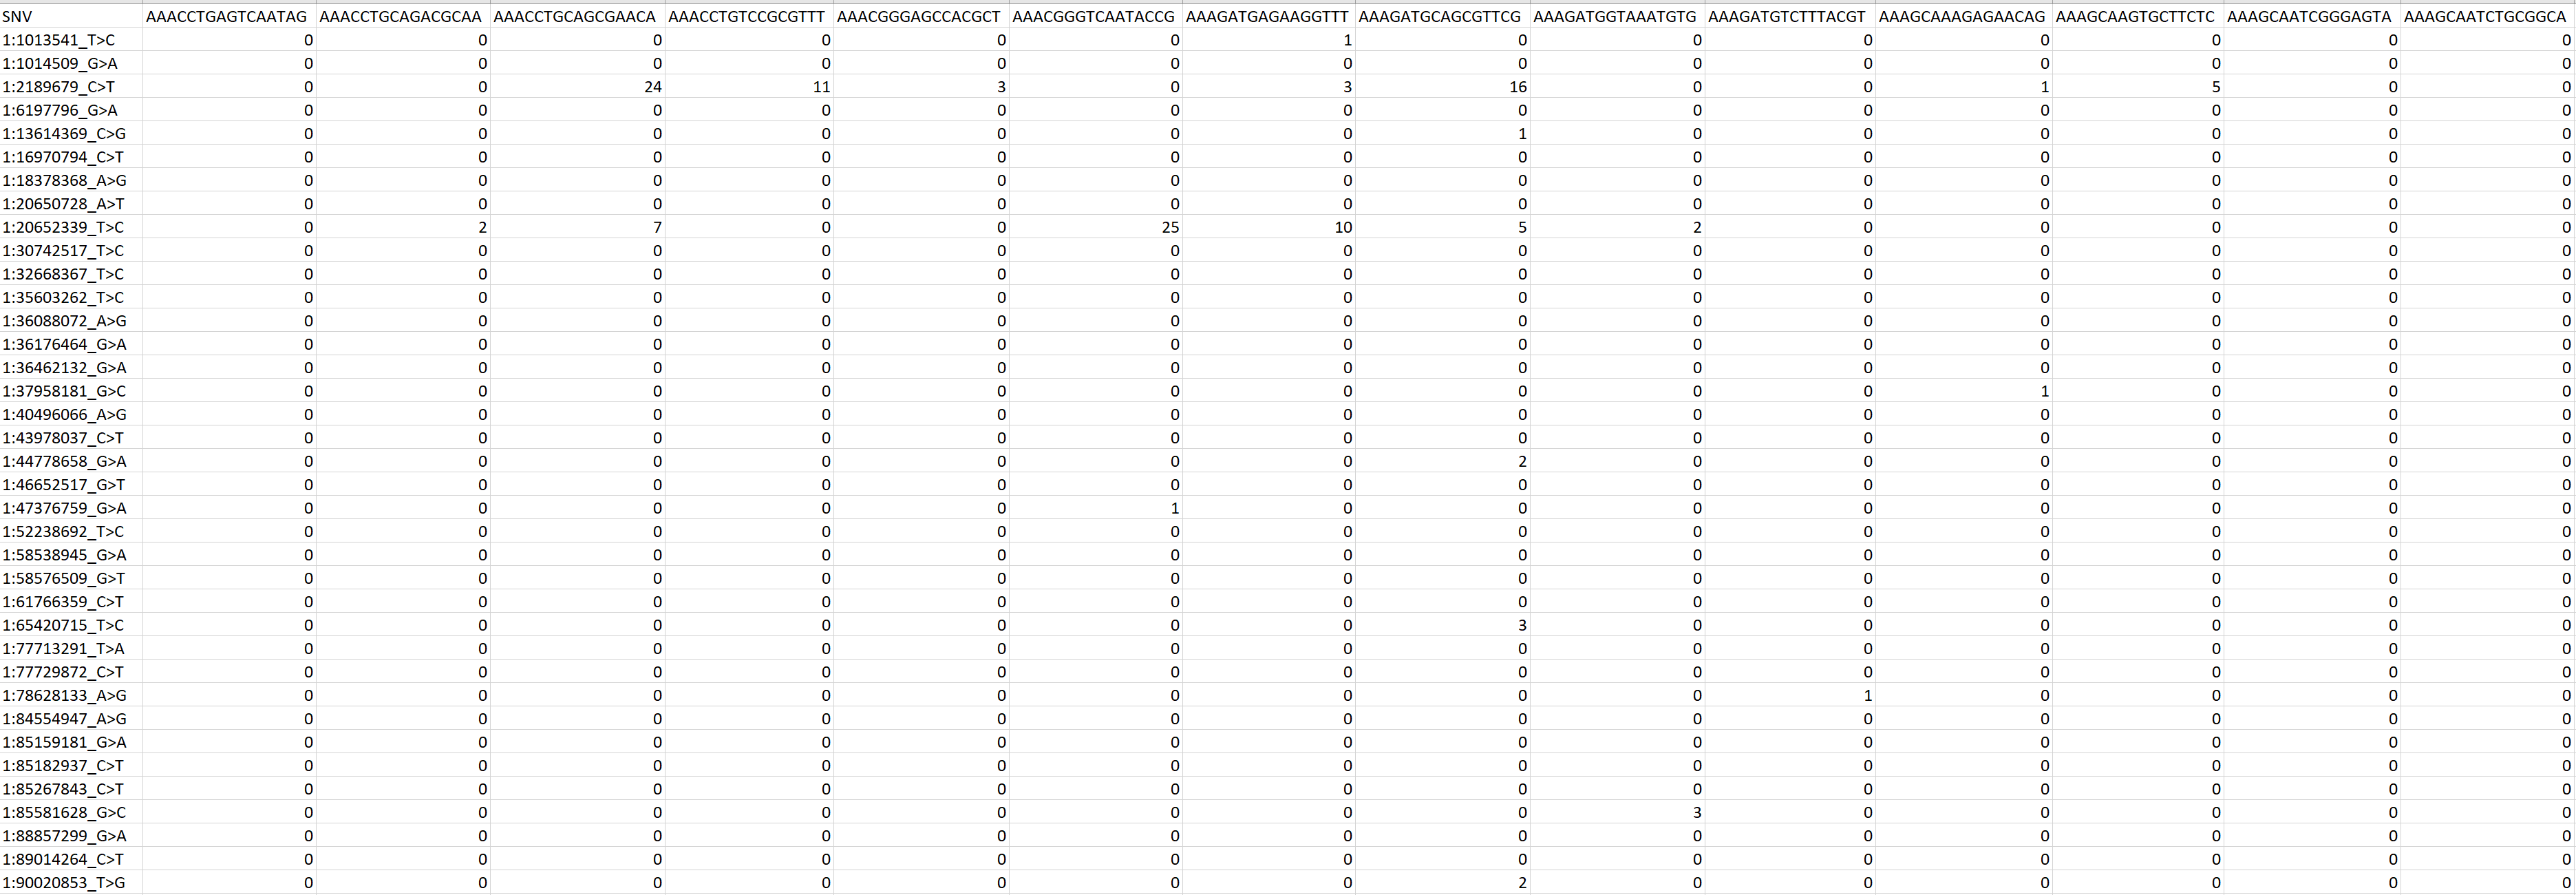 SNV AAACCTGAGTCAATAG AAACCTGCAGACGCAA AAACCTGCAGCGAACA AAACCTGTCCGCGTTT AAACGGGAGCCACGCT AAACGGGTCAATACCG AAAGATGAGAAGGTTT AAAGATGCAGCGTTCG AAAGATGGTAAATGTG AAAGATGTCTTTACGT AAAGCAAAGAGAACAG AAAGCAAGTGCTTCTC AAAGCAATCGGGAGTA AAAGCAATCTGCGGCA
1:1013541_T>C 0 0 0 0 0 0 1 0 0 0 0 0 0 0
1:1014509_G>A 0 0 0 0 0 0 0 0 0 0 0 0 0 0
1:2189679_C>T 0 0 24 11 3 0 3 16 0 0 1 5 0 0
1:6197796_G>A 0 0 0 0 0 0 0 0 0 0 0 0 0 0
1:13614369_C>G 0 0 0 0 0 0 0 1 0 0 0 0 0 0
1:16970794_C>T 0 0 0 0 0 0 0 0 0 0 0 0 0 0
1:18378368_A>G 0 0 0 0 0 0 0 0 0 0 0 0 0 0
1:20650728_A>T 0 0 0 0 0 0 0 0 0 0 0 0 0 0
1:20652339_T>C 0 2 7 0 0 25 10 5 2 0 0 0 0 0
1:30742517_T>C 0 0 0 0 0 0 0 0 0 0 0 0 0 0
1:32668367_T>C 0 0 0 0 0 0 0 0 0 0 0 0 0 0
1:35603262_T>C 0 0 0 0 0 0 0 0 0 0 0 0 0 0
1:36088072_A>G 0 0 0 0 0 0 0 0 0 0 0 0 0 0
1:36176464_G>A 0 0 0 0 0 0 0 0 0 0 0 0 0 0
1:36462132_G>A 0 0 0 0 0 0 0 0 0 0 0 0 0 0
1:37958181_G>C 0 0 0 0 0 0 0 0 0 0 1 0 0 0
1:40496066_A>G 0 0 0 0 0 0 0 0 0 0 0 0 0 0
1:43978037_C>T 0 0 0 0 0 0 0 0 0 0 0 0 0 0
1:44778658_G>A 0 0 0 0 0 0 0 2 0 0 0 0 0 0
1:46652517_G>T 0 0 0 0 0 0 0 0 0 0 0 0 0 0
1:47376759_G>A 0 0 0 0 0 1 0 0 0 0 0 0 0 0
1:52238692_T>C 0 0 0 0 0 0 0 0 0 0 0 0 0 0
1:58538945_G>A 0 0 0 0 0 0 0 0 0 0 0 0 0 0
1:58576509_G>T 0 0 0 0 0 0 0 0 0 0 0 0 0 0
1:61766359_C>T 0 0 0 0 0 0 0 0 0 0 0 0 0 0
1:65420715_T>C 0 0 0 0 0 0 0 3 0 0 0 0 0 0
1:77713291_T>A 0 0 0 0 0 0 0 0 0 0 0 0 0 0
1:77729872_C>T 0 0 0 0 0 0 0 0 0 0 0 0 0 0
1:78628133_A>G 0 0 0 0 0 0 0 0 0 1 0 0 0 0
1:84554947_A>G 0 0 0 0 0 0 0 0 0 0 0 0 0 0
1:85159181_G>A 0 0 0 0 0 0 0 0 0 0 0 0 0 0
1:85182937_C>T 0 0 0 0 0 0 0 0 0 0 0 0 0 0
1:85267843_C>T 0 0 0 0 0 0 0 0 0 0 0 0 0 0
1:85581628_G>C 0 0 0 0 0 0 0 0 3 0 0 0 0 0
1:88857299_G>A 0 0 0 0 0 0 0 0 0 0 0 0 0 0
1:89014264_C>T 0 0 0 0 0 0 0 0 0 0 0 0 0 0
1:90020853_T>G 0 0 0 0 0 0 0 2 0 0 0 0 0 0